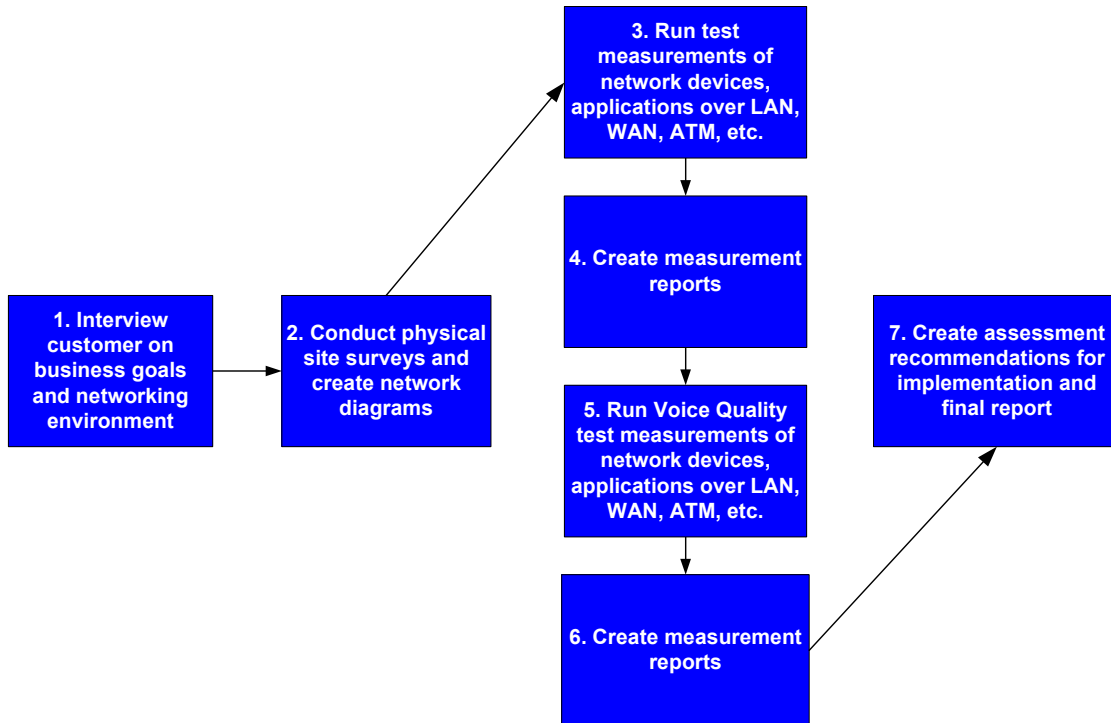 1. Interview
customer on
business goals
and networking
environment
2. Conduct physical
site surveys and
create network
diagrams
3. Run test
measurements of
network devices,
applications over LAN,
WAN, ATM, etc.
4. Create measurement
reports
5. Run Voice Quality
test measurements of
network devices,
applications over LAN,
WAN, ATM, etc.
6. Create measurement
reports
7. Create assessment
recommendations for
implementation and
final report